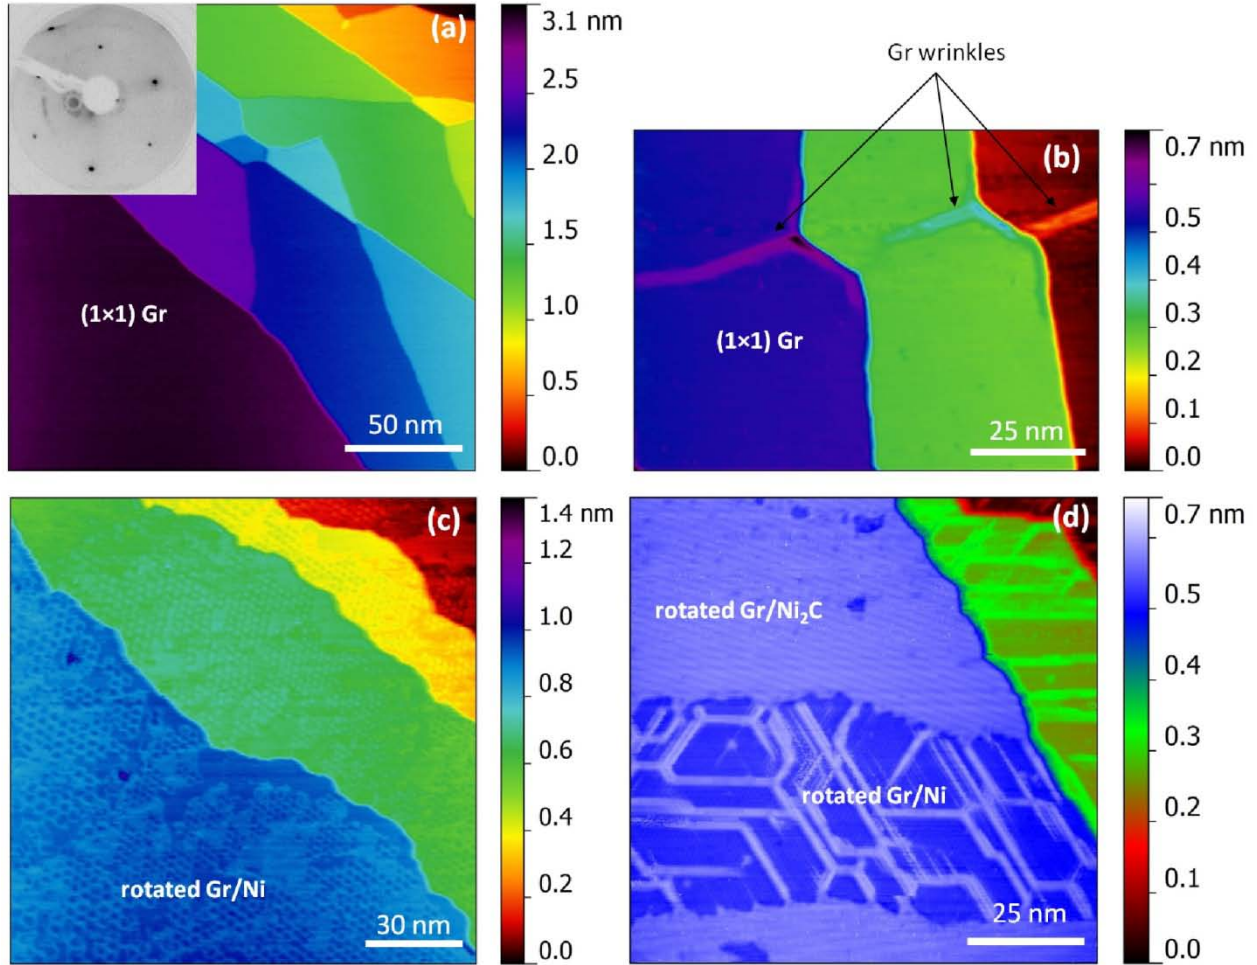 (a)
3.1 nm
2.5
2.0
1.5
1.0
0.5
0.0
(1×1) Gr
50 nm
Gr wrinkles
(b)
0.7 nm
0.5
0.4
0.3
0.2
0.1
0.0
(1×1) Gr
25 nm
(c)
1.4 nm
1.2
1.0
0.8
0.6
0.4
0.2
0.0
rotated Gr/Ni
30 nm
(d)
0.7 nm
0.5
0.4
0.3
0.2
0.1
0.0
rotated Gr/Ni₂C
rotated Gr/Ni
25 nm